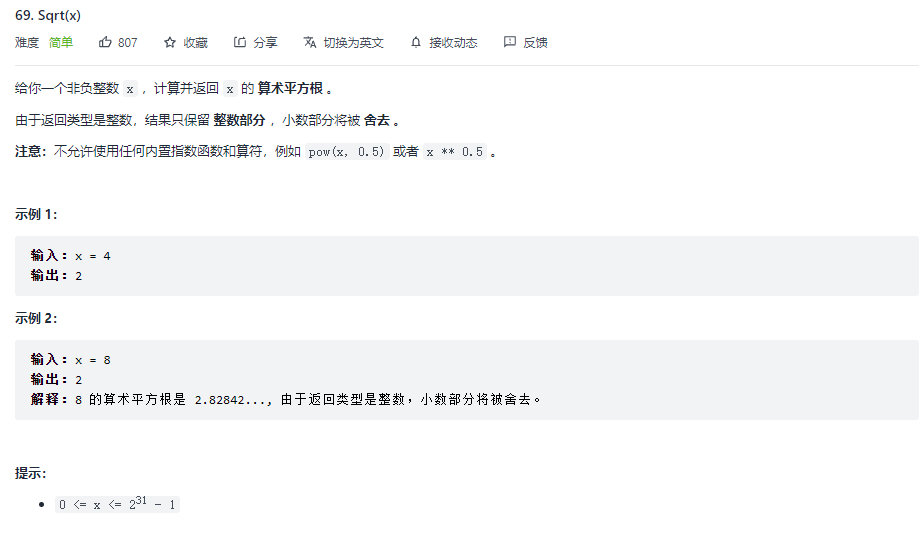 69. Sqrt(x)
难度 简单 807 收藏 分享 切换为英文 接收动态 反馈
给你一个非负整数 x ，计算并返回 x 的 算术平方根 。
由于返回类型是整数，结果只保留 整数部分 ，小数部分将被 舍去 。
注意：不允许使用任何内置指数函数和算符，例如 pow(x, 0.5) 或者 x ** 0.5 。
示例 1：
输入：x = 4
输出：2
示例 2：
输入：x = 8
输出：2
解释：8 的算术平方根是 2.82842..., 由于返回类型是整数，小数部分将被舍去。
提示：
• 0 <= x <= 2³¹ - 1